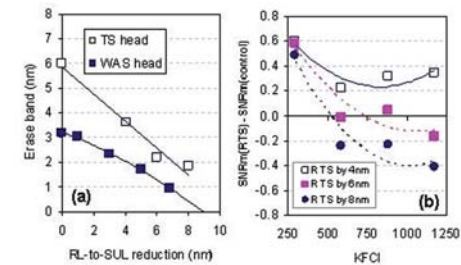 7
6
5
4
3
2
1
0
Erase band (nm)
TS head
WAS head
(a)
0 2 4 6 8 10
RL-to-SUL reduction (nm)
0.8
0.6
0.4
0.2
0.0
-0.2
-0.4
-0.6
-0.8
SNRm(RTS) - SNRm(control)
RTS by 4nm
RTS by 6nm
RTS by 8nm
(b)
250 500 750 1000 1250
KFCI